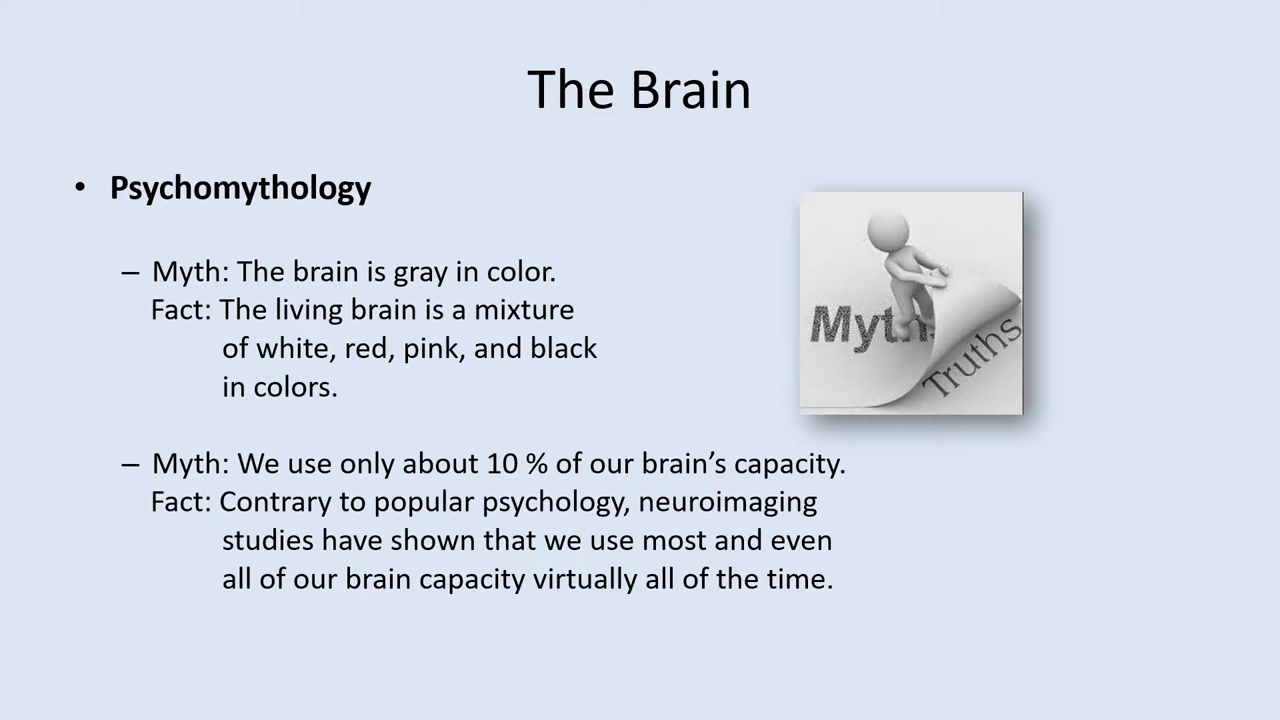 The Brain
• Psychomythology
– Myth: The brain is gray in color.
Fact: The living brain is a mixture
of white, red, pink, and black
in colors.
Myths
Truths
– Myth: We use only about 10 % of our brain’s capacity.
Fact: Contrary to popular psychology, neuroimaging
studies have shown that we use most and even
all of our brain capacity virtually all of the time.